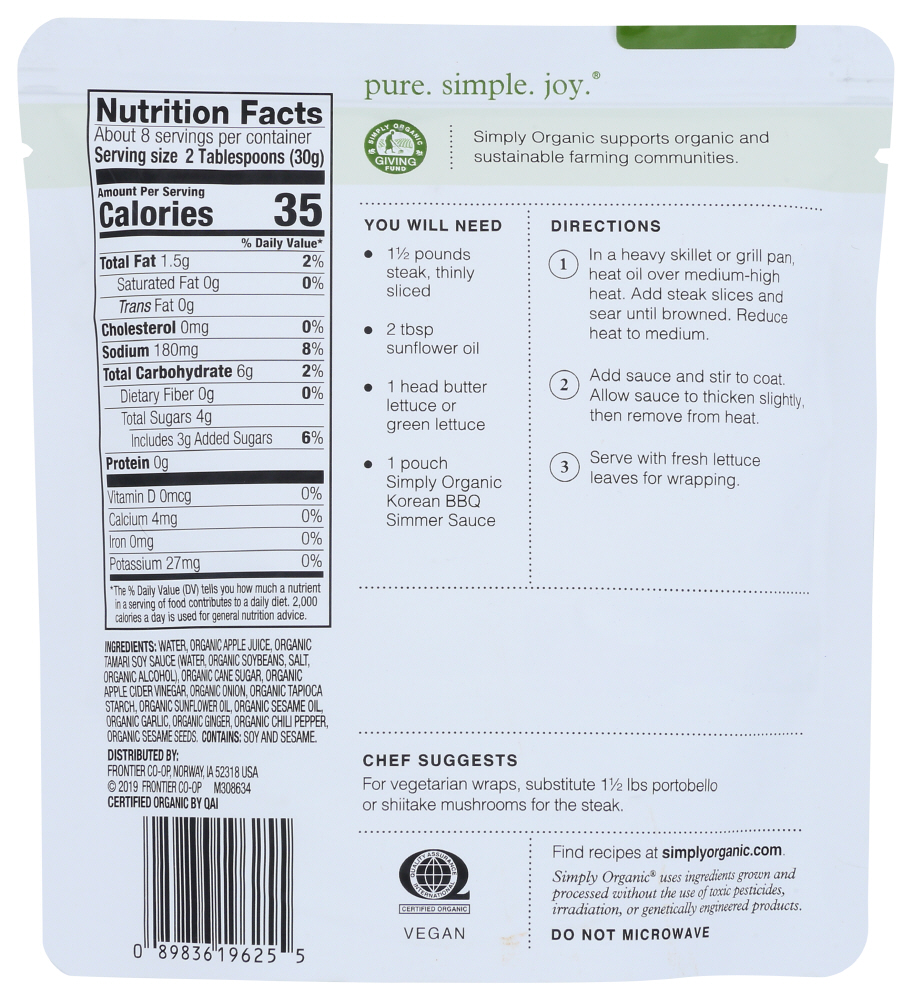 pure. simple. joy.®
SIMPLY ORGANIC
GIVING
FUND
Simply Organic supports organic and
sustainable farming communities.
Nutrition Facts
About 8 servings per container
Serving size 2 Tablespoons (30g)
Amount Per Serving
Calories 35
% Daily Value*
Total Fat 1.5g 2%
Saturated Fat 0g 0%
Trans Fat 0g
Cholesterol 0mg 0%
Sodium 180mg 8%
Total Carbohydrate 6g 2%
Dietary Fiber 0g 0%
Total Sugars 4g
Includes 3g Added Sugars 6%
Protein 0g
Vitamin D 0mcg 0%
Calcium 4mg 0%
Iron 0mg 0%
Potassium 27mg 0%
*The % Daily Value (DV) tells you how much a nutrient
in a serving of food contributes to a daily diet. 2,000
calories a day is used for general nutrition advice.
INGREDIENTS: WATER, ORGANIC APPLE JUICE, ORGANIC
TAMARI SOY SAUCE (WATER, ORGANIC SOYBEANS, SALT,
ORGANIC ALCOHOL), ORGANIC CANE SUGAR, ORGANIC
APPLE CIDER VINEGAR, ORGANIC ONION, ORGANIC TAPIOCA
STARCH, ORGANIC SUNFLOWER OIL, ORGANIC SESAME OIL,
ORGANIC GARLIC, ORGANIC GINGER, ORGANIC CHILI PEPPER,
ORGANIC SESAME SEEDS. CONTAINS: SOY AND SESAME.
DISTRIBUTED BY:
FRONTIER CO-OP, NORWAY, IA 52318 USA
© 2019 FRONTIER CO-OP M308634
CERTIFIED ORGANIC BY QAI
0 89836 19625 5
YOU WILL NEED
• 1½ pounds
steak, thinly
sliced
• 2 tbsp
sunflower oil
• 1 head butter
lettuce or
green lettuce
• 1 pouch
Simply Organic
Korean BBQ
Simmer Sauce
DIRECTIONS
1 In a heavy skillet or grill pan,
heat oil over medium-high
heat. Add steak slices and
sear until browned. Reduce
heat to medium.
2 Add sauce and stir to coat.
Allow sauce to thicken slightly,
then remove from heat.
3 Serve with fresh lettuce
leaves for wrapping.
CHEF SUGGESTS
For vegetarian wraps, substitute 1½ lbs portobello
or shiitake mushrooms for the steak.
QUALITY ASSURANCE
INTERNATIONAL
CERTIFIED ORGANIC
VEGAN
Find recipes at simplyorganic.com.
Simply Organic® uses ingredients grown and
processed without the use of toxic pesticides,
irradiation, or genetically engineered products.
DO NOT MICROWAVE